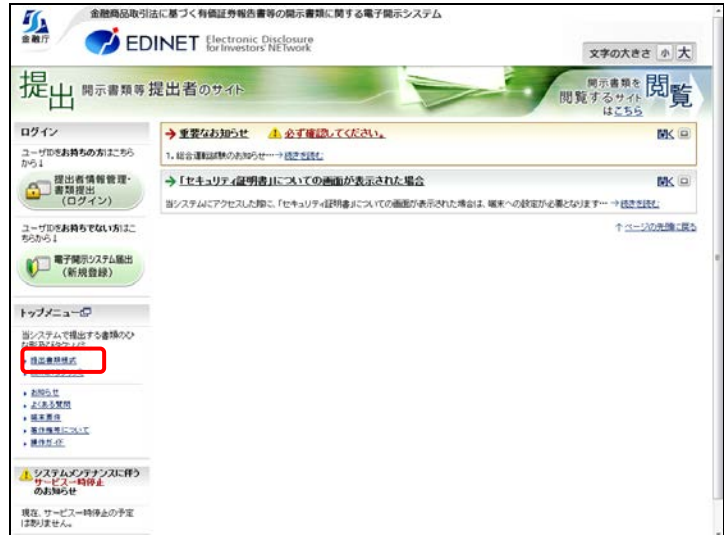 金融商品取引法に基づく有価証券報告書等の開示書類に関する電子開示システム
金融庁
EDINET Electronic Disclosure
for Investors' NETwork
文字の大きさ 小 大
提出 開示書類等提出者のサイト
開示書類を
閲覧するサイト
はこちら
閲覧
ログイン
ユーザIDをお持ちの方はこちら
から↓
提出者情報管理・
書類提出
(ログイン)
ユーザIDをお持ちでない方はこ
ちらから↓
電子開示システム届出
(新規登録)
トップメニュー
当システムで提出する書類のひ
提出書類様式
お知らせ
よくある質問
端末要件
著作権等について
操作ガイド
システムメンテナンスに伴う
サービス一時停止
のお知らせ
現在、サービス一時停止の予定
はありません。
重要なお知らせ 必ず確認してください。
開く
1. 総合運転試験のお知らせ…→続きを読む
「セキュリティ証明書」についての画面が表示された場合
開く
当システムにアクセスした際に、「セキュリティ証明書」についての画面が表示された場合は、端末への設定が必要となります… →続きを読む
↑ページの先頭に戻る